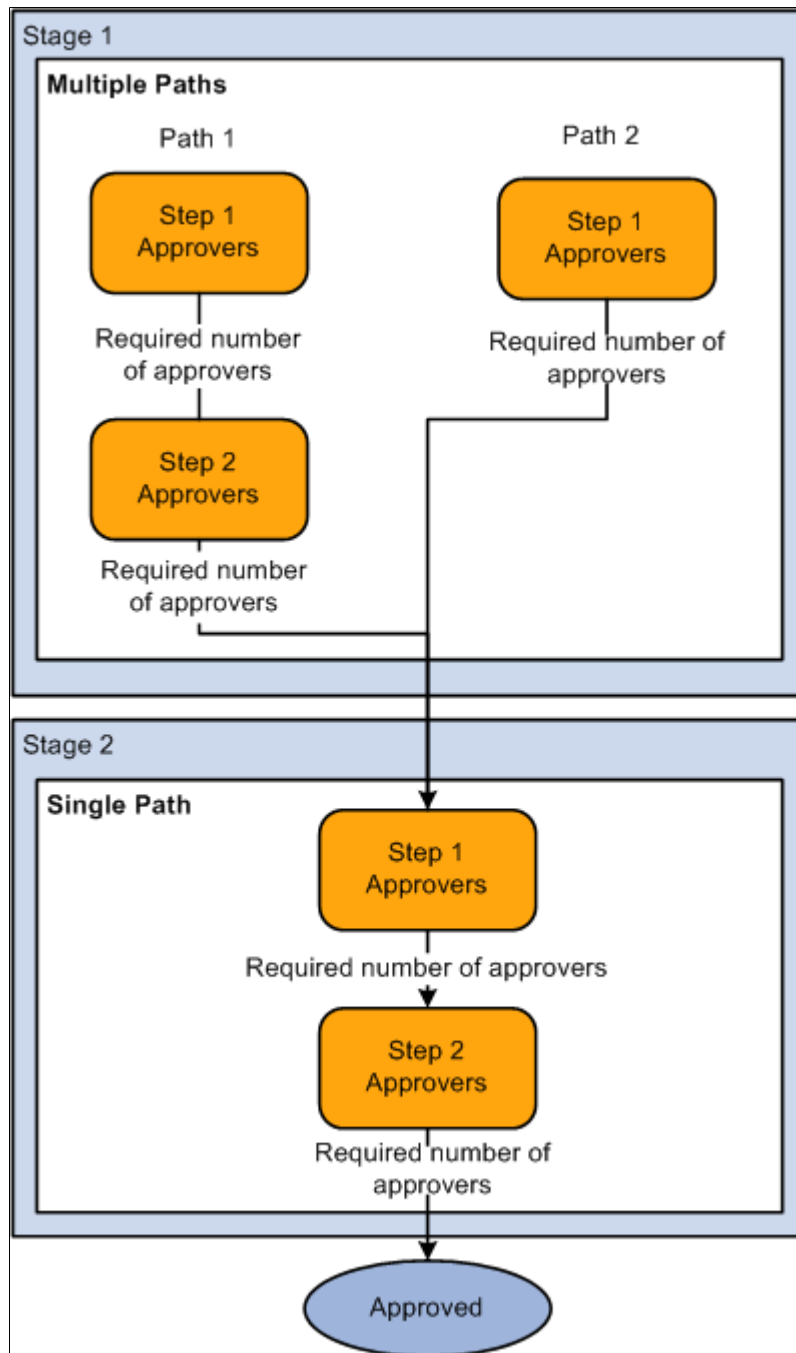 Stage 1
Multiple Paths
Path 1
Path 2
Step 1
Approvers
Step 1
Approvers
Required number
of approvers
Required number of
approvers
Step 2
Approvers
Required number
of approvers
Stage 2
Single Path
Step 1
Approvers
Required number of approvers
Step 2
Approvers
Required number of
approvers
Approved